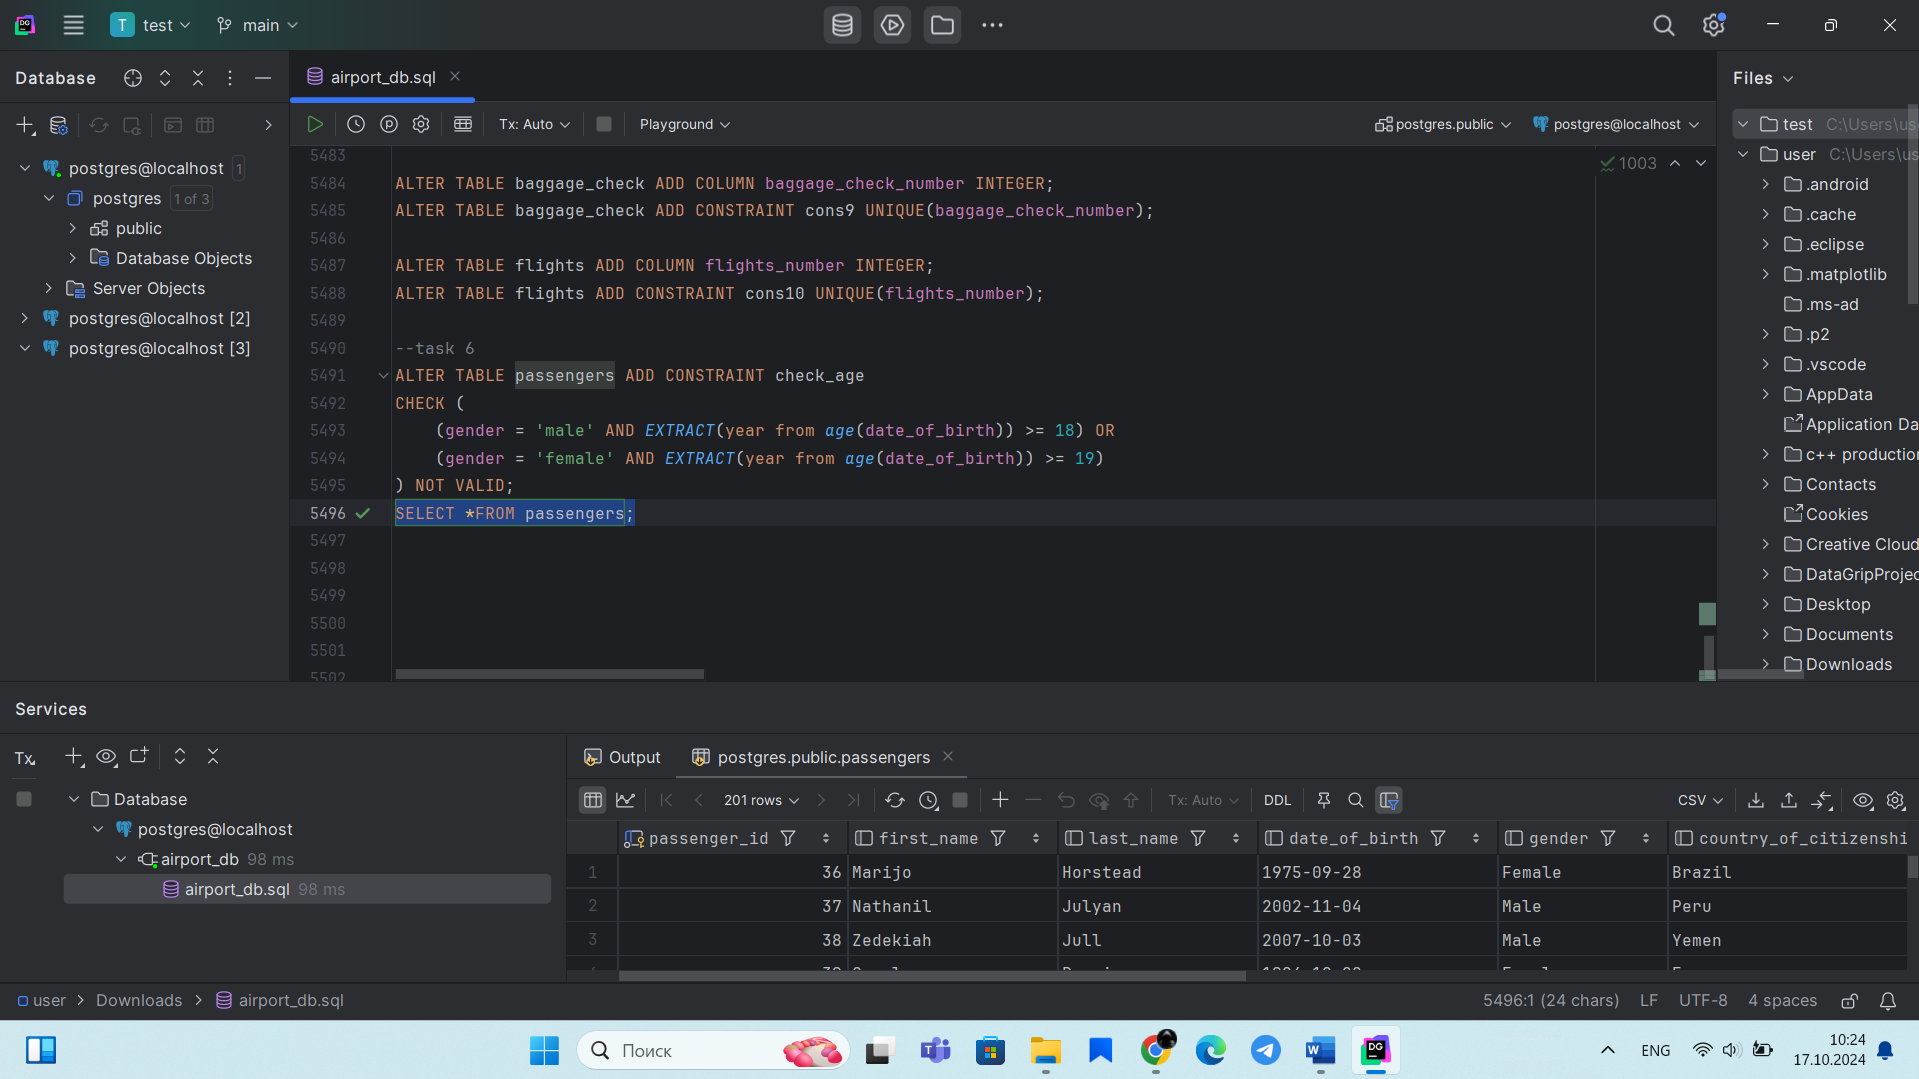 T test main
Database
airport_db.sql
Files
Tx: Auto Playground postgres.public postgres@localhost
postgres@localhost 1
postgres 1 of 3
public
Database Objects
Server Objects
postgres@localhost [2]
postgres@localhost [3]
1003
5483
5484 ALTER TABLE baggage_check ADD COLUMN baggage_check_number INTEGER;
5485 ALTER TABLE baggage_check ADD CONSTRAINT cons9 UNIQUE(baggage_check_number);
5486
5487 ALTER TABLE flights ADD COLUMN flights_number INTEGER;
5488 ALTER TABLE flights ADD CONSTRAINT cons10 UNIQUE(flights_number);
5489
5490 --task 6
5491 ALTER TABLE passengers ADD CONSTRAINT check_age
5492 CHECK (
5493 (gender = 'male' AND EXTRACT(year from age(date_of_birth)) >= 18) OR
5494 (gender = 'female' AND EXTRACT(year from age(date_of_birth)) >= 19)
5495 ) NOT VALID;
5496 SELECT *FROM passengers;
5497
5498
5499
5500
5501
5502
test C:\Users\us
user C:\Users\us
.android
.cache
.eclipse
.matplotlib
.ms-ad
.p2
.vscode
AppData
Application Da
c++ production
Contacts
Cookies
Creative Cloud
DataGripProjec
Desktop
Documents
Downloads
Services
Tx
Database
postgres@localhost
airport_db 98 ms
airport_db.sql 98 ms
Output postgres.public.passengers
201 rows Tx: Auto DDL CSV
passenger_id first_name last_name date_of_birth gender country_of_citizenshi
1 36 Marijo Horstead 1975-09-28 Female Brazil
2 37 Nathanil Julyan 2002-11-04 Male Peru
3 38 Zedekiah Jull 2007-10-03 Male Yemen
user > Downloads > airport_db.sql
5496:1 (24 chars) LF UTF-8 4 spaces
Поиск
ENG
10:24
17.10.2024